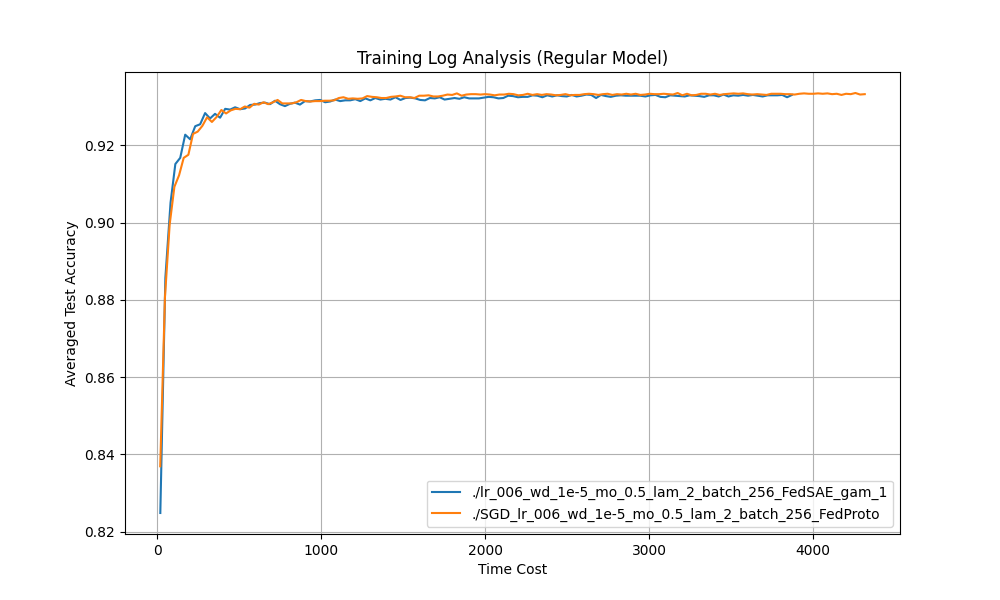 Training Log Analysis (Regular Model)
Averaged Test Accuracy
0.92
0.90
0.88
0.86
0.84
0.82
0
1000
2000
3000
4000
Time Cost
./lr_006_wd_1e-5_mo_0.5_lam_2_batch_256_FedSAE_gam_1
./SGD_lr_006_wd_1e-5_mo_0.5_lam_2_batch_256_FedProto